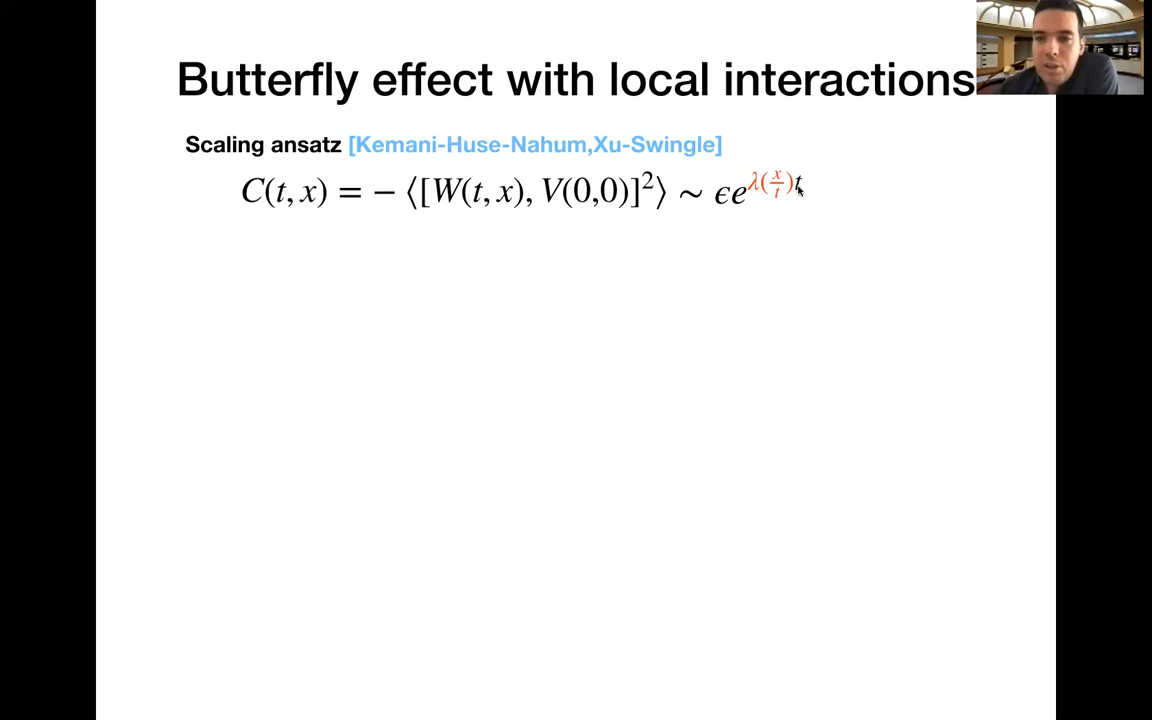 Butterfly effect with local interactions
Scaling ansatz [Kemani-Huse-Nahum,Xu-Swingle]
C(t, x) = − ⟨[W(t, x), V(0,0)]²⟩ ∼ ϵe^{λ(x/t)t}